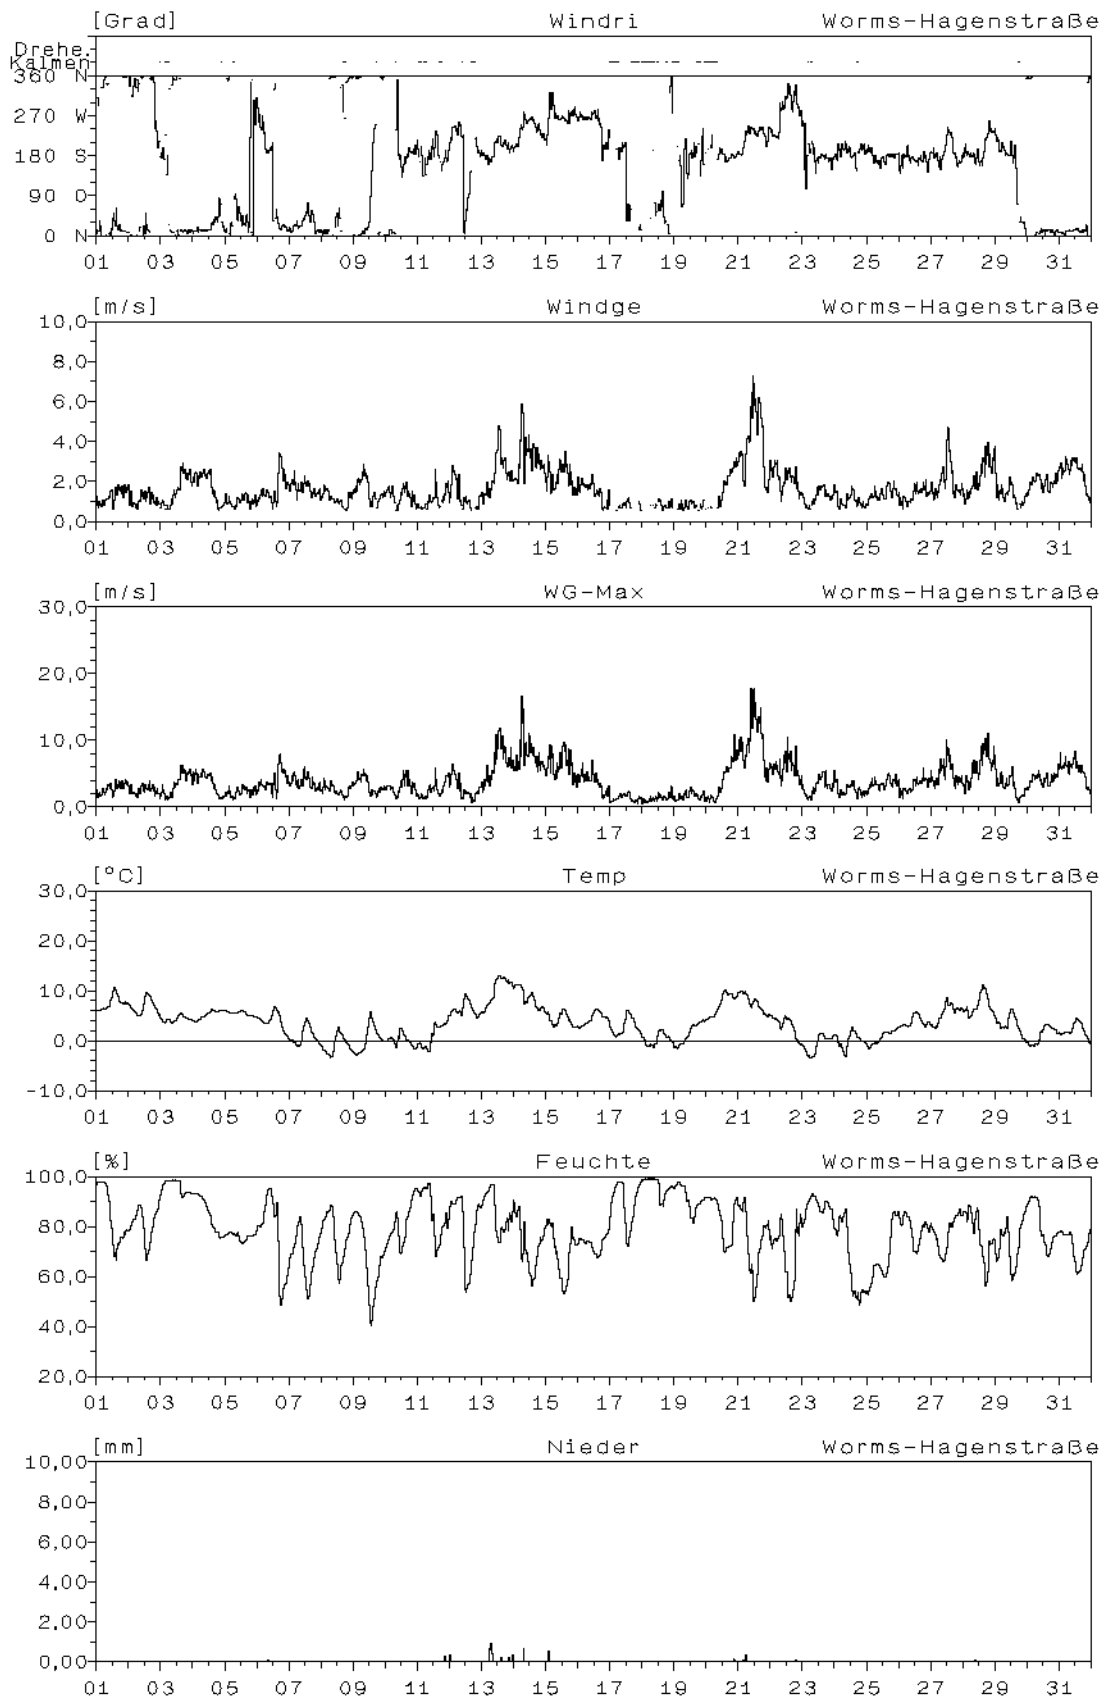 [Grad] Windri Worms-Hagenstraße
Drehe.
Kalmen
360 N
270 W
180 S
90 O
0 N
01 03 05 07 09 11 13 15 17 19 21 23 25 27 29 31
[m/s] Windge Worms-Hagenstraße
10,0
8,0
6,0
4,0
2,0
0,0
01 03 05 07 09 11 13 15 17 19 21 23 25 27 29 31
[m/s] WG-Max Worms-Hagenstraße
30,0
20,0
10,0
0,0
01 03 05 07 09 11 13 15 17 19 21 23 25 27 29 31
[°C] Temp Worms-Hagenstraße
30,0
20,0
10,0
0,0
-10,0
01 03 05 07 09 11 13 15 17 19 21 23 25 27 29 31
[%] Feuchte Worms-Hagenstraße
100,0
80,0
60,0
40,0
20,0
01 03 05 07 09 11 13 15 17 19 21 23 25 27 29 31
[mm] Nieder Worms-Hagenstraße
10,00
8,00
6,00
4,00
2,00
0,00
01 03 05 07 09 11 13 15 17 19 21 23 25 27 29 31